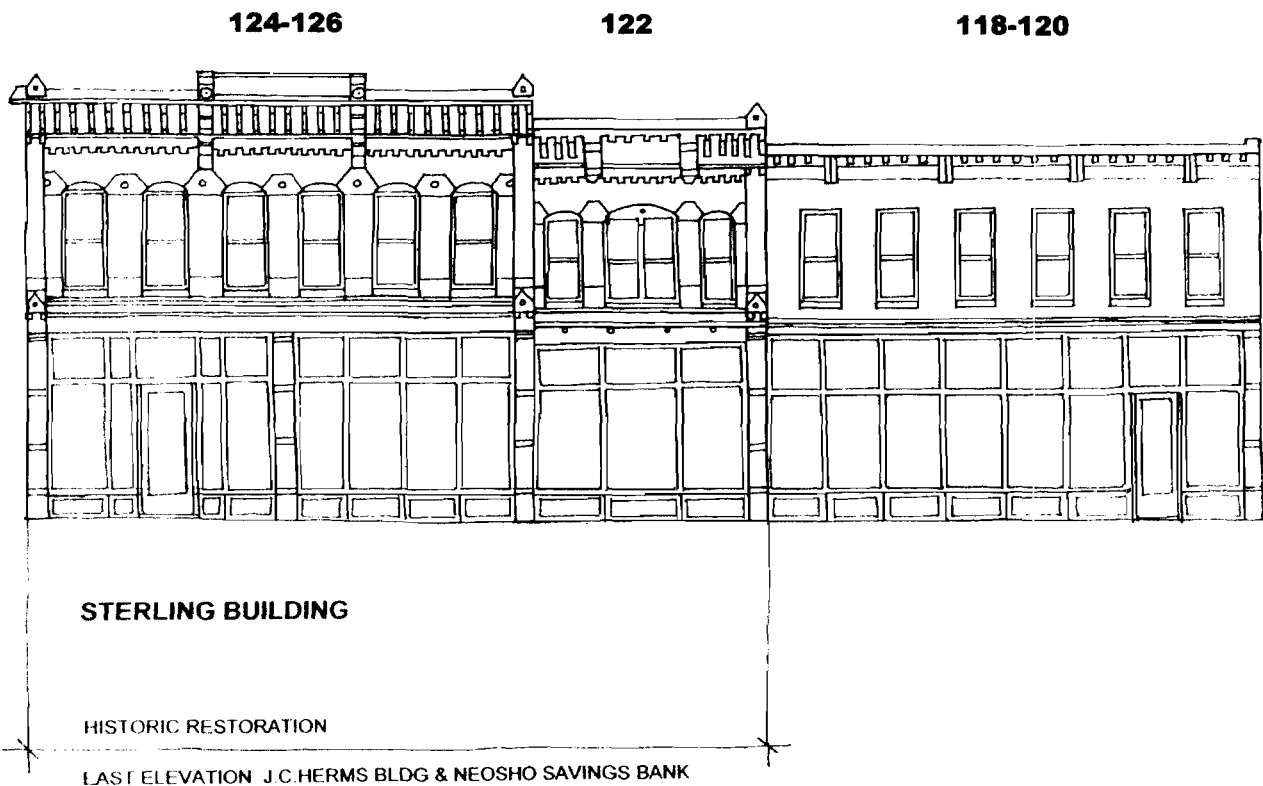 124-126 122 118-120
STERLING BUILDING
HISTORIC RESTORATION
LAST ELEVATION J.C.HERMS BLDG & NEOSHO SAVINGS BANK